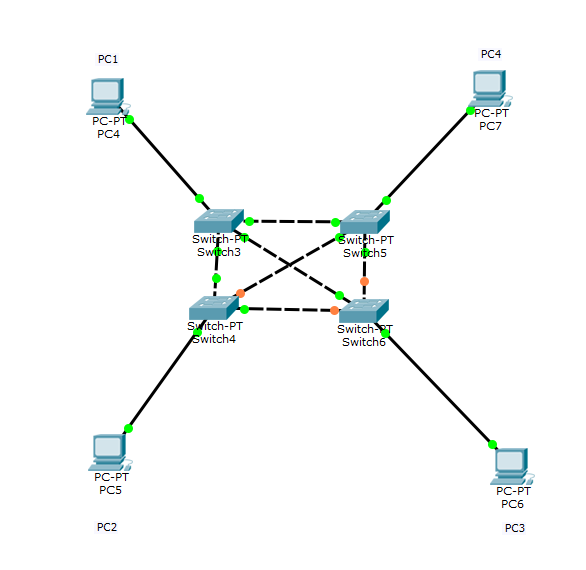 PC1
PC-PT
PC4
PC4
PC-PT
PC7
Switch-PT
Switch3
Switch-PT
Switch5
Switch-PT
Switch4
Switch-PT
Switch6
PC-PT
PC5
PC2
PC-PT
PC6
PC3